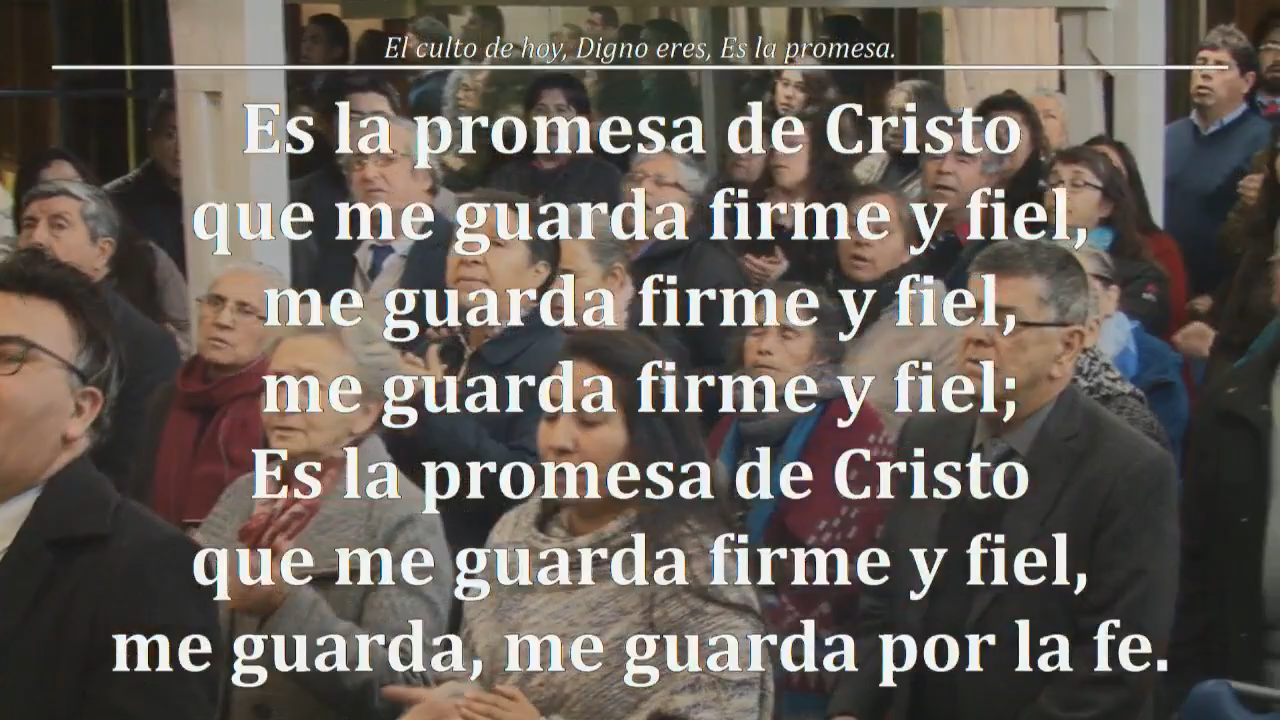 El culto de hoy, Digno eres, Es la promesa.
Es la promesa de Cristo
que me guarda firme y fiel,
me guarda firme y fiel,
me guarda firme y fiel;
Es la promesa de Cristo
que me guarda firme y fiel,
me guarda, me guarda por la fe.